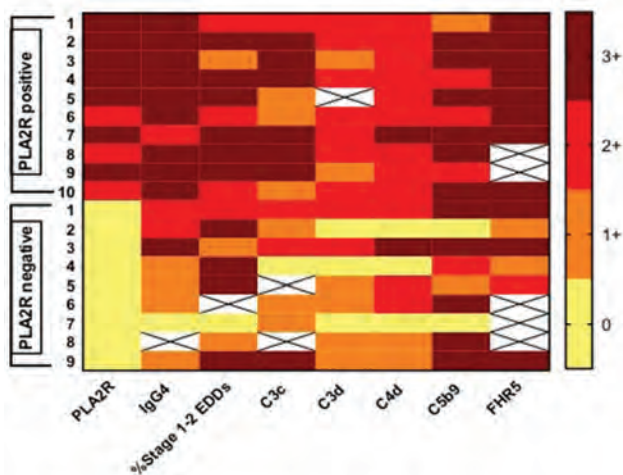 PLA2R positive
1
2
3
4
5
6
7
8
9
10
PLA2R negative
1
2
3
4
5
6
7
8
9
PLA2R
IgG4
%Stage 1-2 EDDs
C3c
C3d
C4d
C5b9
FHR5
3+
2+
1+
0